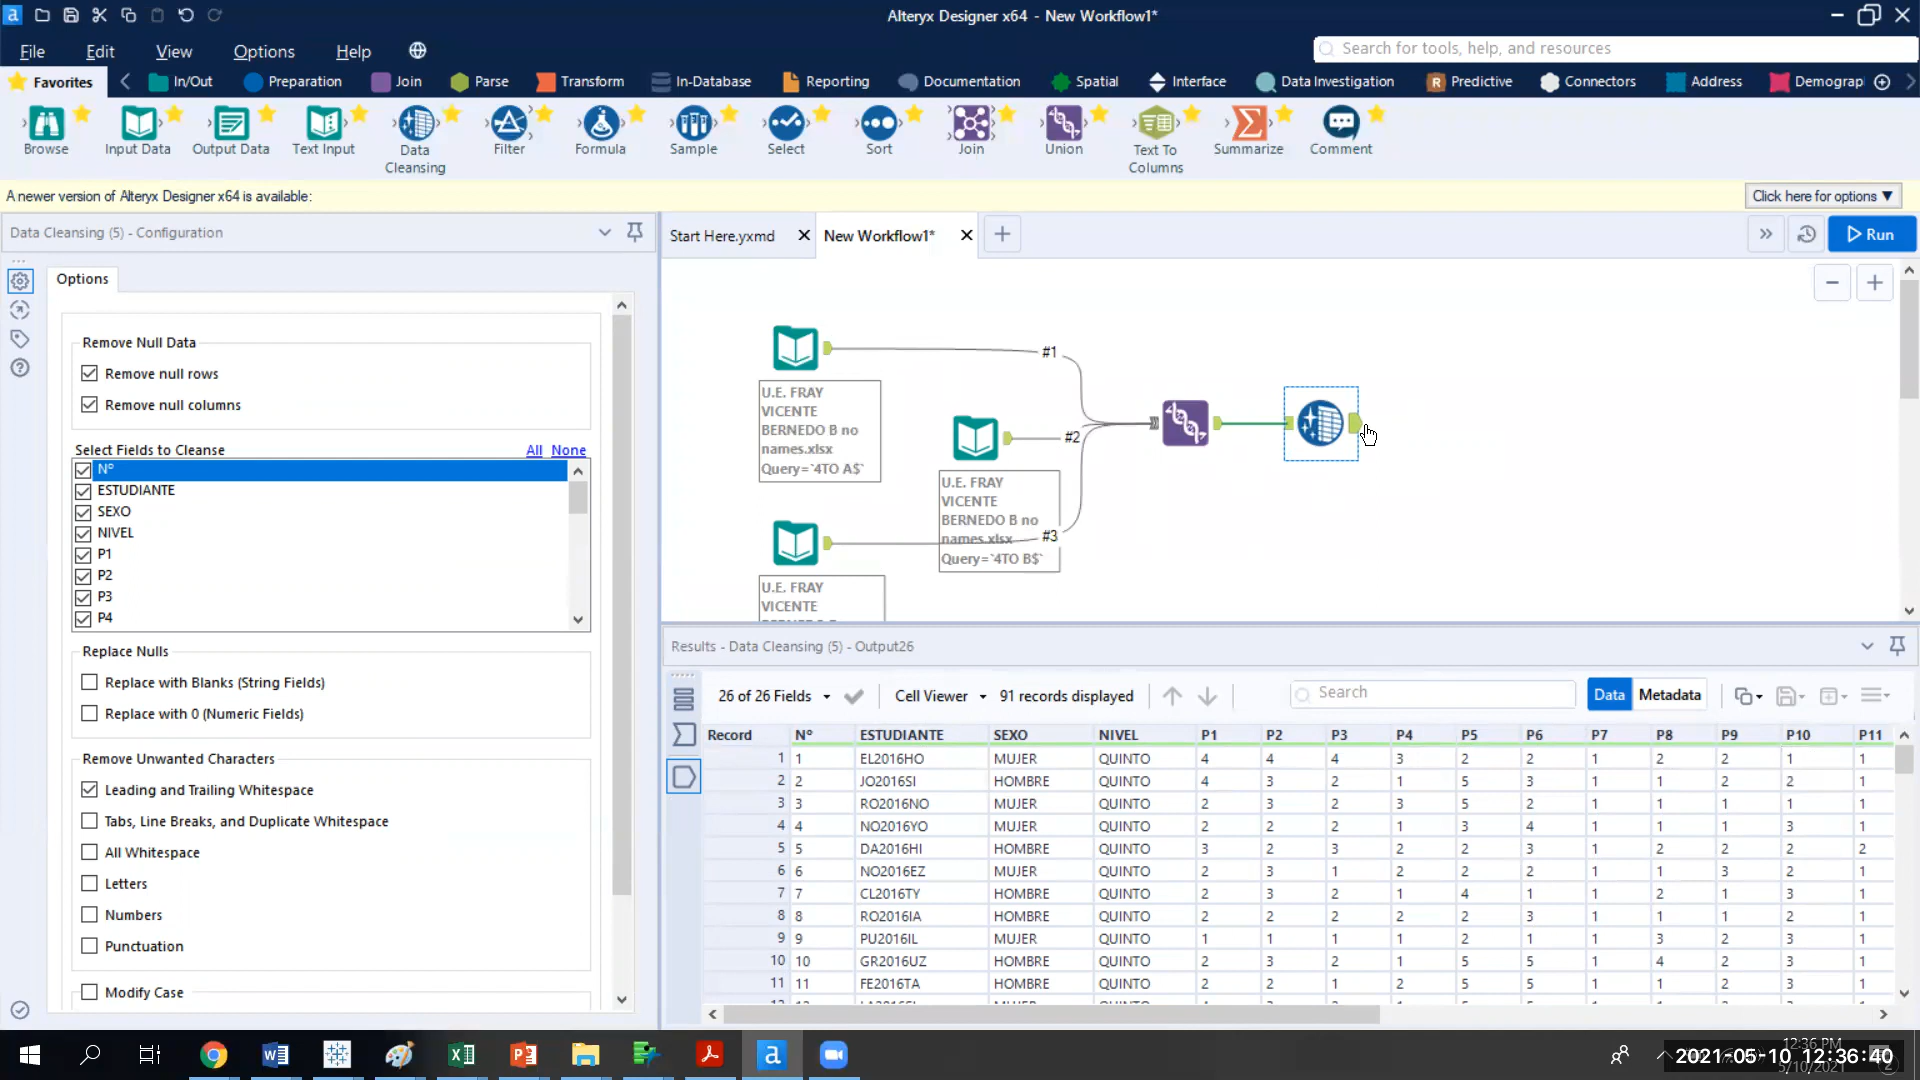 Alteryx Designer x64 - New Workflow1*
File Edit View Options Help
Search for tools, help, and resources
Favorites In/Out Preparation Join Parse Transform In-Database Reporting Documentation Spatial Interface Data Investigation Predictive Connectors Address Demograp
Browse Input Data Output Data Text Input Data Cleansing Filter Formula Sample Select Sort Join Union Text To Columns Summarize Comment
A newer version of Alteryx Designer x64 is available:
Click here for options ▼
Data Cleansing (5) - Configuration
Start Here.yxmd
New Workflow1*
Run
Options
Remove Null Data
Remove null rows
Remove null columns
Select Fields to Cleanse All None
Nº
ESTUDIANTE
SEXO
NIVEL
P1
P2
P3
P4
Replace Nulls
Replace with Blanks (String Fields)
Replace with 0 (Numeric Fields)
Remove Unwanted Characters
Leading and Trailing Whitespace
Tabs, Line Breaks, and Duplicate Whitespace
All Whitespace
Letters
Numbers
Punctuation
Modify Case
#1
#2
#3
U.E. FRAY
VICENTE
BERNEDO B no
names.xlsx
Query=`4TO A$`
U.E. FRAY
VICENTE
BERNEDO B no
names.xlsx
Query=`4TO B$`
U.E. FRAY
VICENTE
Results - Data Cleansing (5) - Output26
26 of 26 Fields Cell Viewer 91 records displayed Search Data Metadata
Record Nº ESTUDIANTE SEXO NIVEL P1 P2 P3 P4 P5 P6 P7 P8 P9 P10 P11
1 1 EL2016HO MUJER QUINTO 4 4 4 3 2 2 1 2 2 1 1
2 2 JO2016SI HOMBRE QUINTO 4 3 2 1 5 3 1 1 2 2 1
3 3 RO2016NO MUJER QUINTO 2 3 2 3 5 2 1 1 1 1 1
4 4 NO2016YO MUJER QUINTO 2 2 2 1 3 4 1 1 1 3 1
5 5 DA2016HI HOMBRE QUINTO 3 2 3 2 2 3 1 2 2 2 2
6 6 NO2016EZ MUJER QUINTO 2 3 1 2 2 2 1 1 3 2 1
7 7 CL2016TY HOMBRE QUINTO 2 3 2 1 4 1 1 2 1 3 1
8 8 RO2016IA HOMBRE QUINTO 2 2 2 2 2 3 1 1 1 2 1
9 9 PU2016IL MUJER QUINTO 1 1 1 1 2 1 1 3 2 3 1
10 10 GR2016UZ HOMBRE QUINTO 2 3 2 1 5 5 1 4 2 3 1
11 11 FE2016TA HOMBRE QUINTO 2 2 1 2 5 5 1 1 2 3 1
12:36 PM
2021-05-10 12:36:40